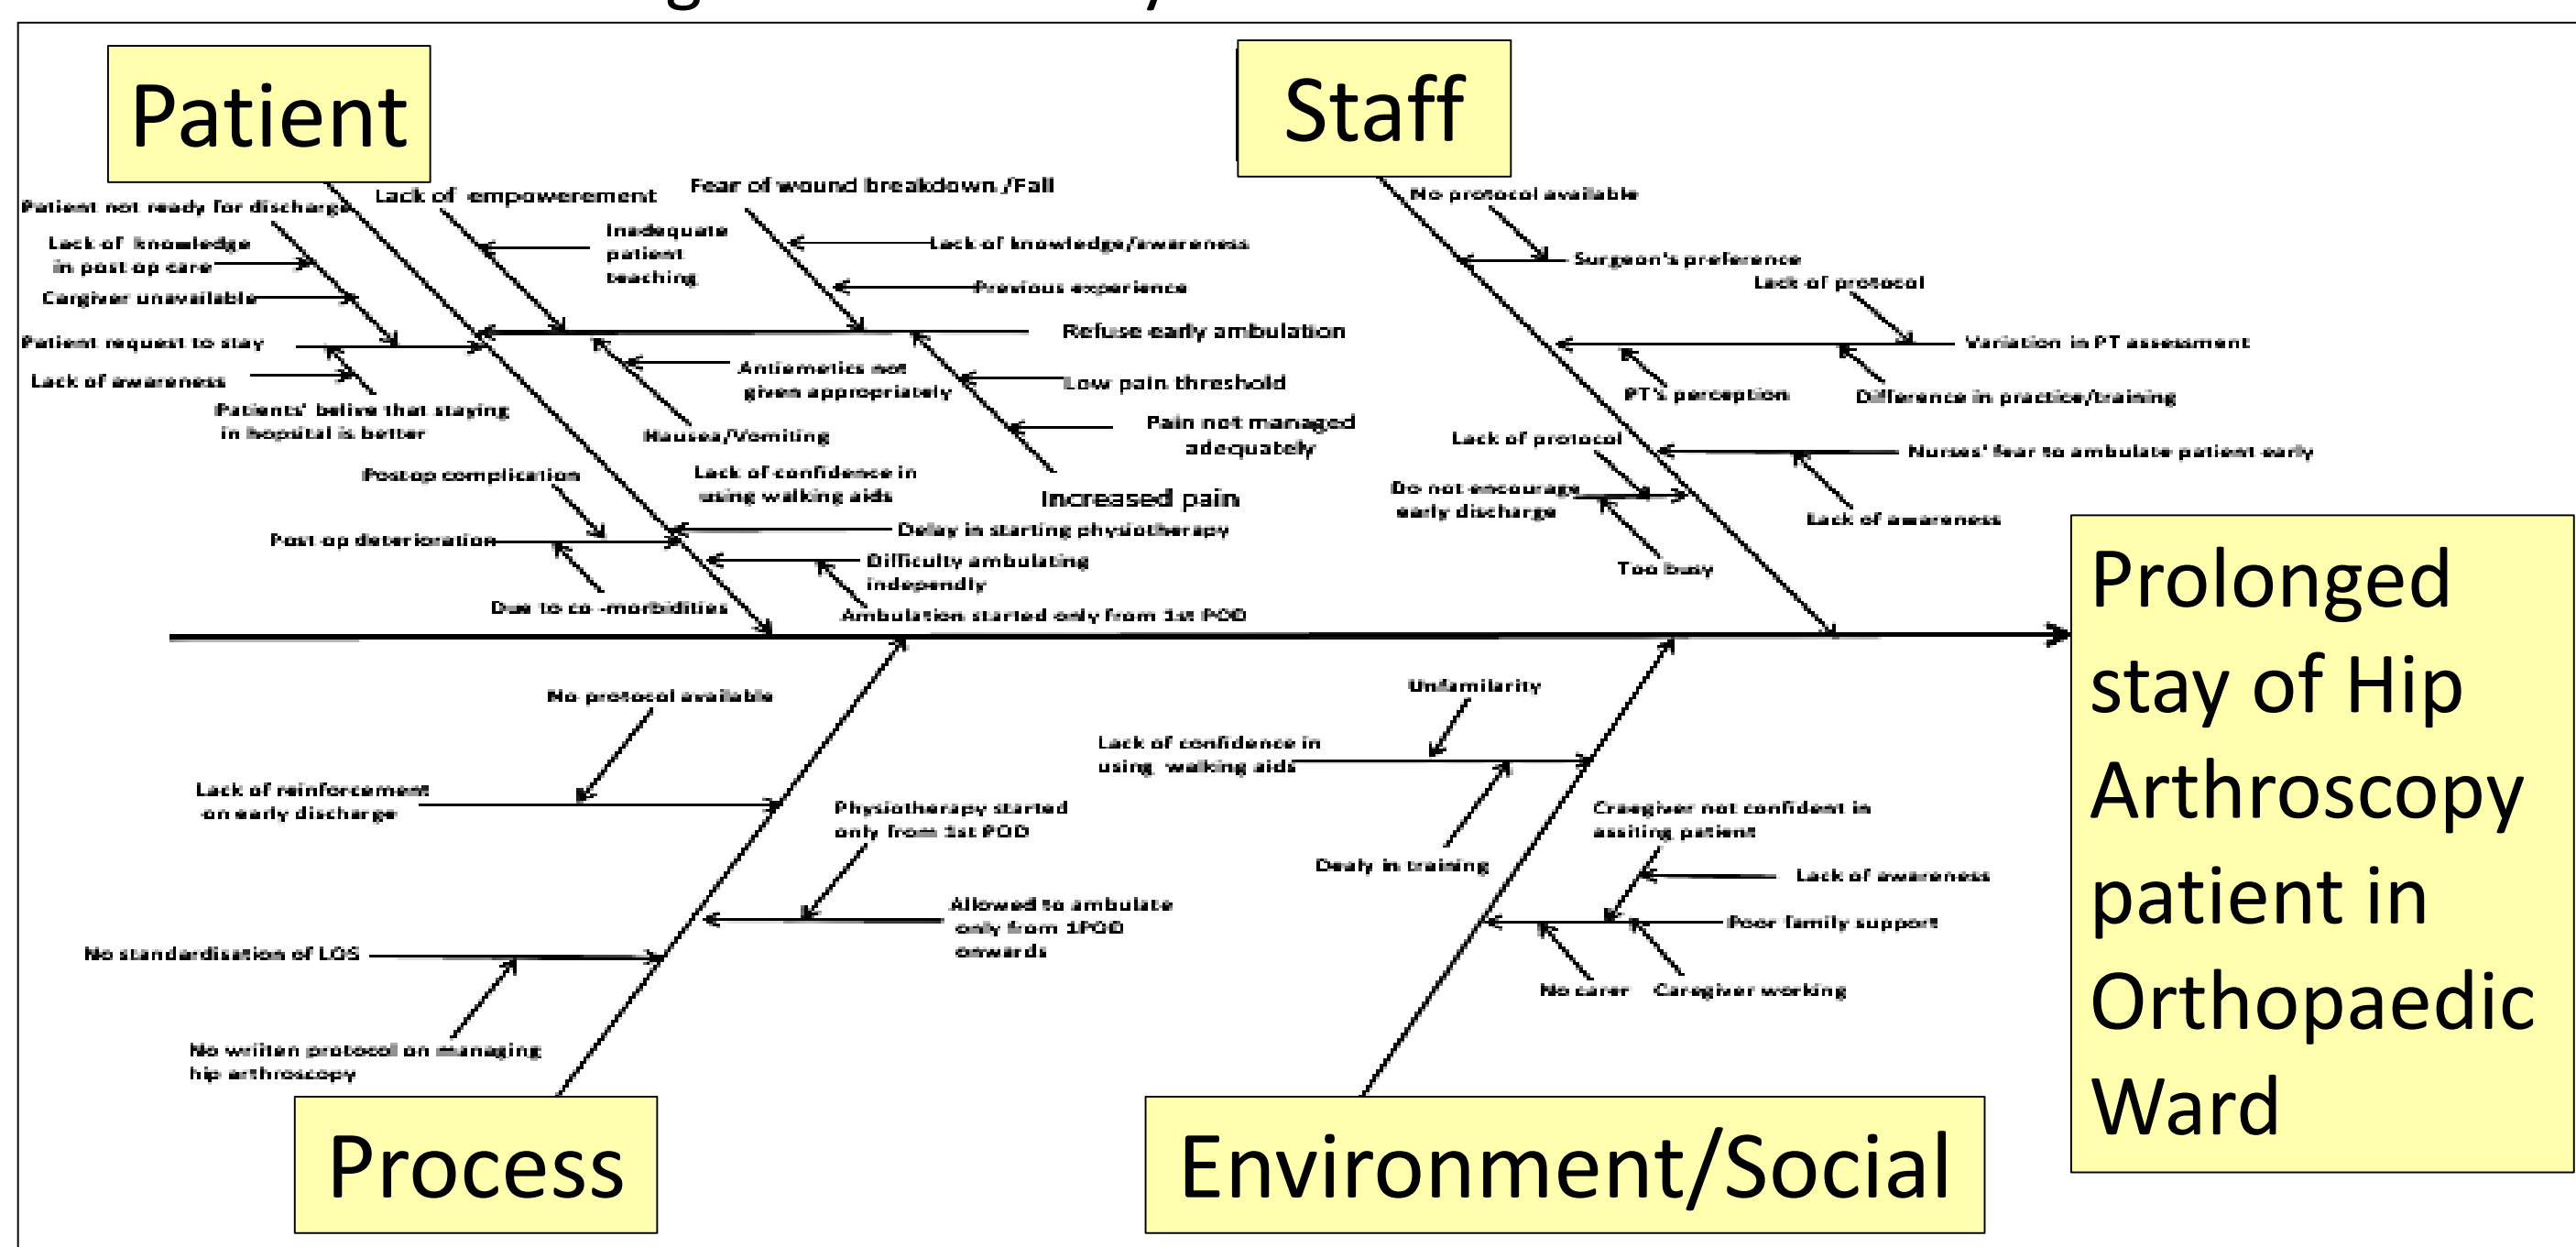 Patient
Staff
Patient not ready for discharge
Lack of empowerement
Fear of wound breakdown /Fall
No protocol available
Lack of knowledge
in post op care
Inadequate
patient
teaching
Lack of knowledge/awareness
Surgeon's preference
Cargiver unavailable
Previous experience
Lack of protocol
Patient request to stay
Refuse early ambulation
Variation in PT assessment
Lack of awareness
Antiemetics not
given appropriately
Low pain threshold
PT's perception
Difference in practice/training
Patients' belive that staying
in hopsital is better
Nausea/Vomiting
Pain not managed
adequately
Lack of protocol
Nurses' fear to ambulate patient early
Postop complication
Lack of confidence in
using walking aids
Increased pain
Do not encourage
early discharge
Lack of awareness
Post op deterioration
Delay in starting physiotherapy
Difficulty ambulating
independly
Too busy
Due to co-morbidities
Ambulation started only from 1st POD
Prolonged
stay of Hip
Arthroscopy
patient in
Orthopaedic
Ward
No protocol available
Unfamilarity
Lack of confidence in
using walking aids
Lack of reinforcement
on early discharge
Physiotherapy started
only from 1st POD
Craegiver not confident in
assiting patient
Dealy in training
Lack of awareness
Allowed to ambulate
only from 1POD
onwards
Poor family support
No standardisation of LOS
No carer
Caregiver working
No wriiten protocol on managing
hip arthroscopy
Process
Environment/Social